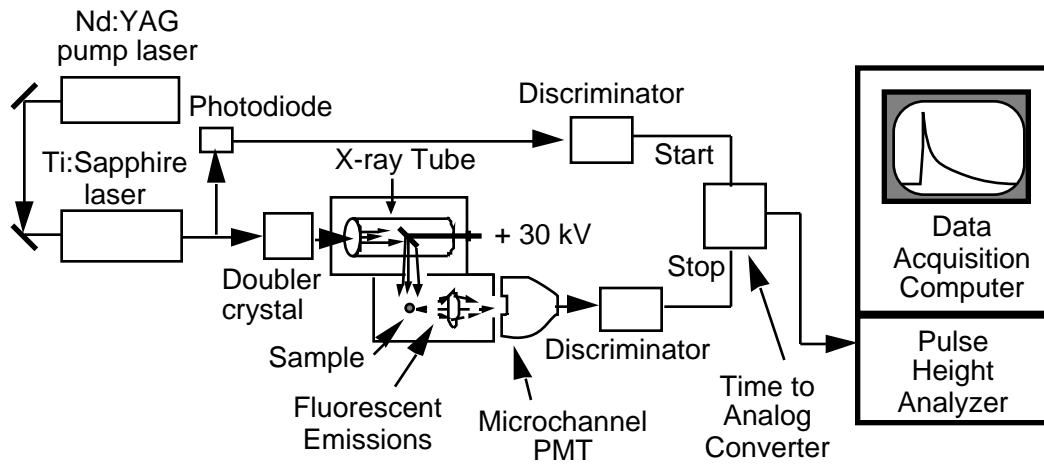 Nd:YAG
pump laser
Photodiode
Discriminator
Ti:Sapphire
laser
X-ray Tube
Start
+ 30 kV
Doubler
crystal
Stop
Sample
Discriminator
Fluorescent
Emissions
Microchannel
PMT
Time to
Analog
Converter
Data
Acquisition
Computer
Pulse
Height
Analyzer